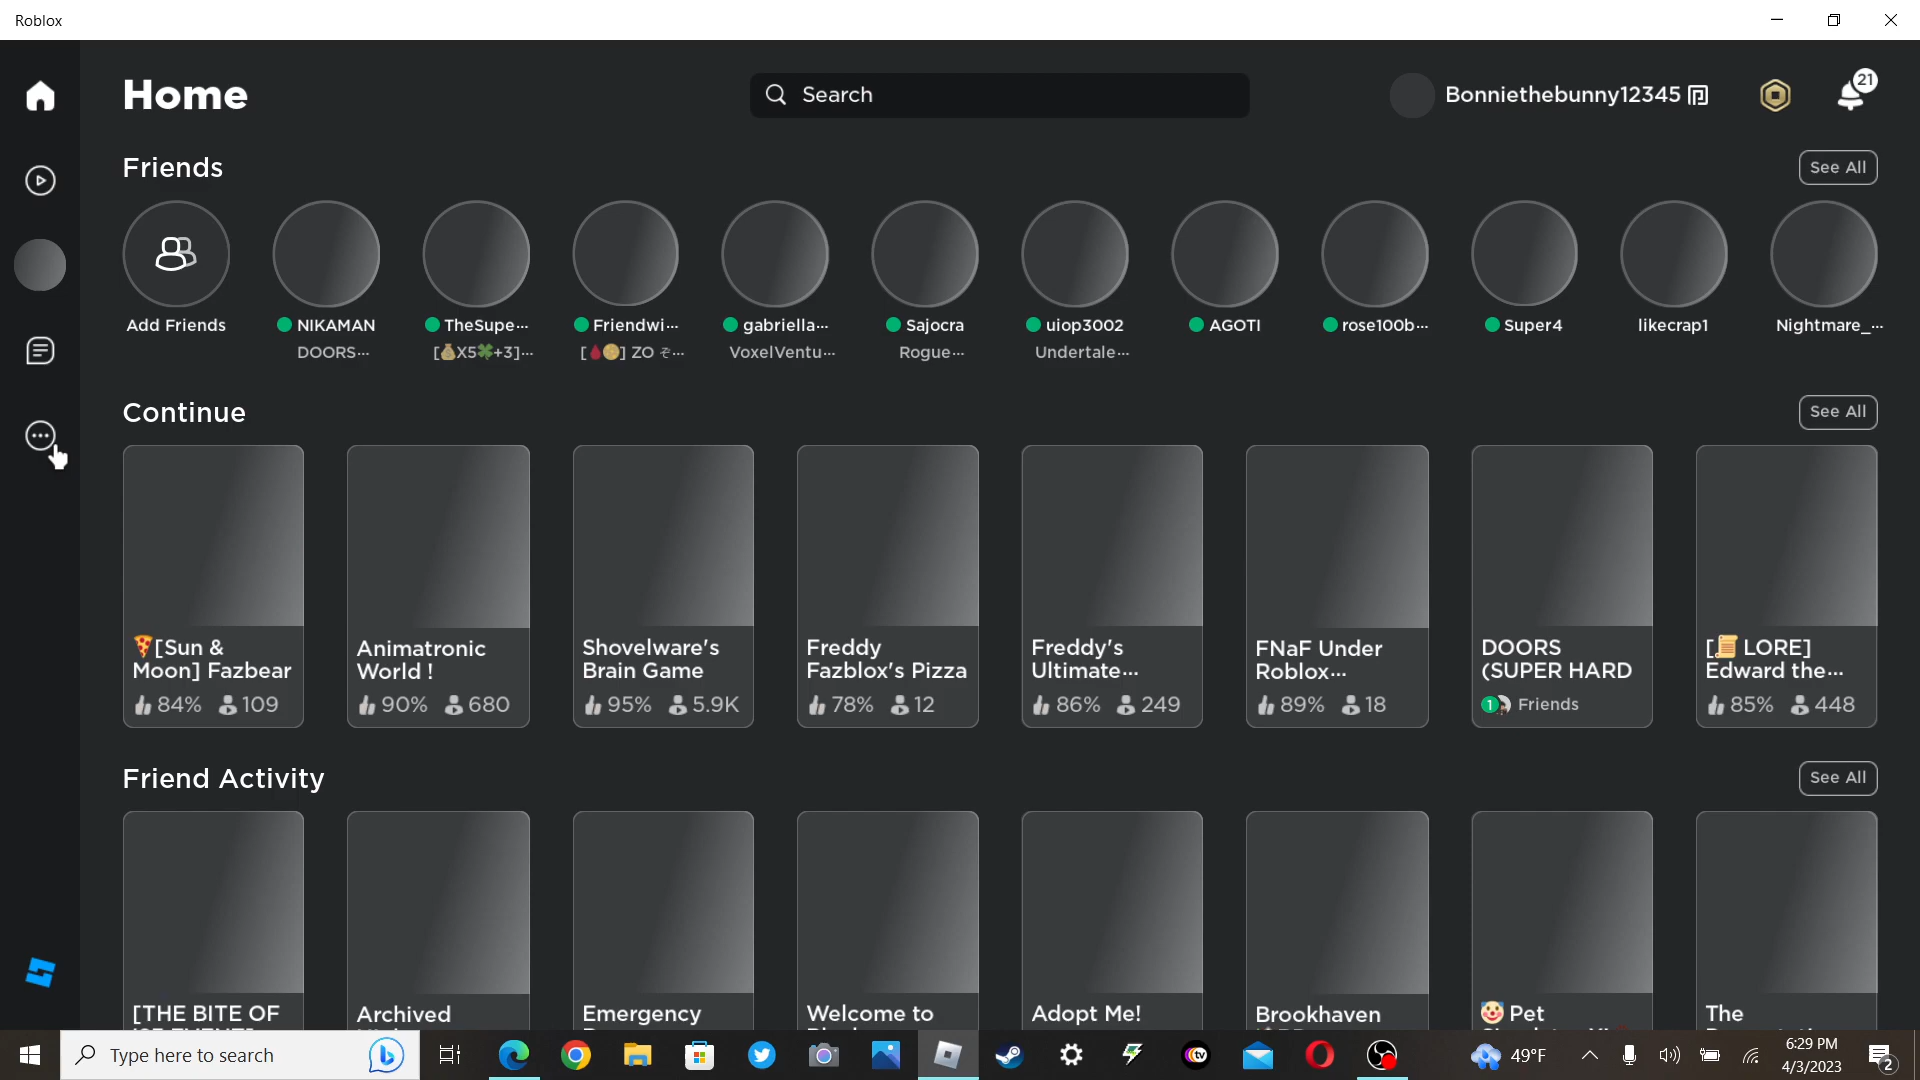 Roblox
Home
Search
Bonniethebunny12345
21
Friends
See All
Add Friends
NIKAMAN
DOORS...
TheSupe...
[💰X5🍀+3]...
Friendwi...
[🩸🪙] ZO ぞ...
gabriella...
VoxelVentu...
Sajocra
Rogue...
uiop3002
Undertale...
AGOTI
rose100b...
Super4
likecrap1
Nightmare_...
Continue
See All
🍕[Sun &
Moon] Fazbear
84% 109
Animatronic
World !
90% 680
Shovelware's
Brain Game
95% 5.9K
Freddy
Fazblox's Pizza
78% 12
Freddy's
Ultimate...
86% 249
FNaF Under
Roblox...
89% 18
DOORS
(SUPER HARD
1 Friends
[📜 LORE]
Edward the...
85% 448
Friend Activity
See All
[THE BITE OF
Archived
Emergency
Welcome to
Adopt Me!
Brookhaven
🤡 Pet
The
Type here to search
tv
49°F
6:29 PM
4/3/2023
2